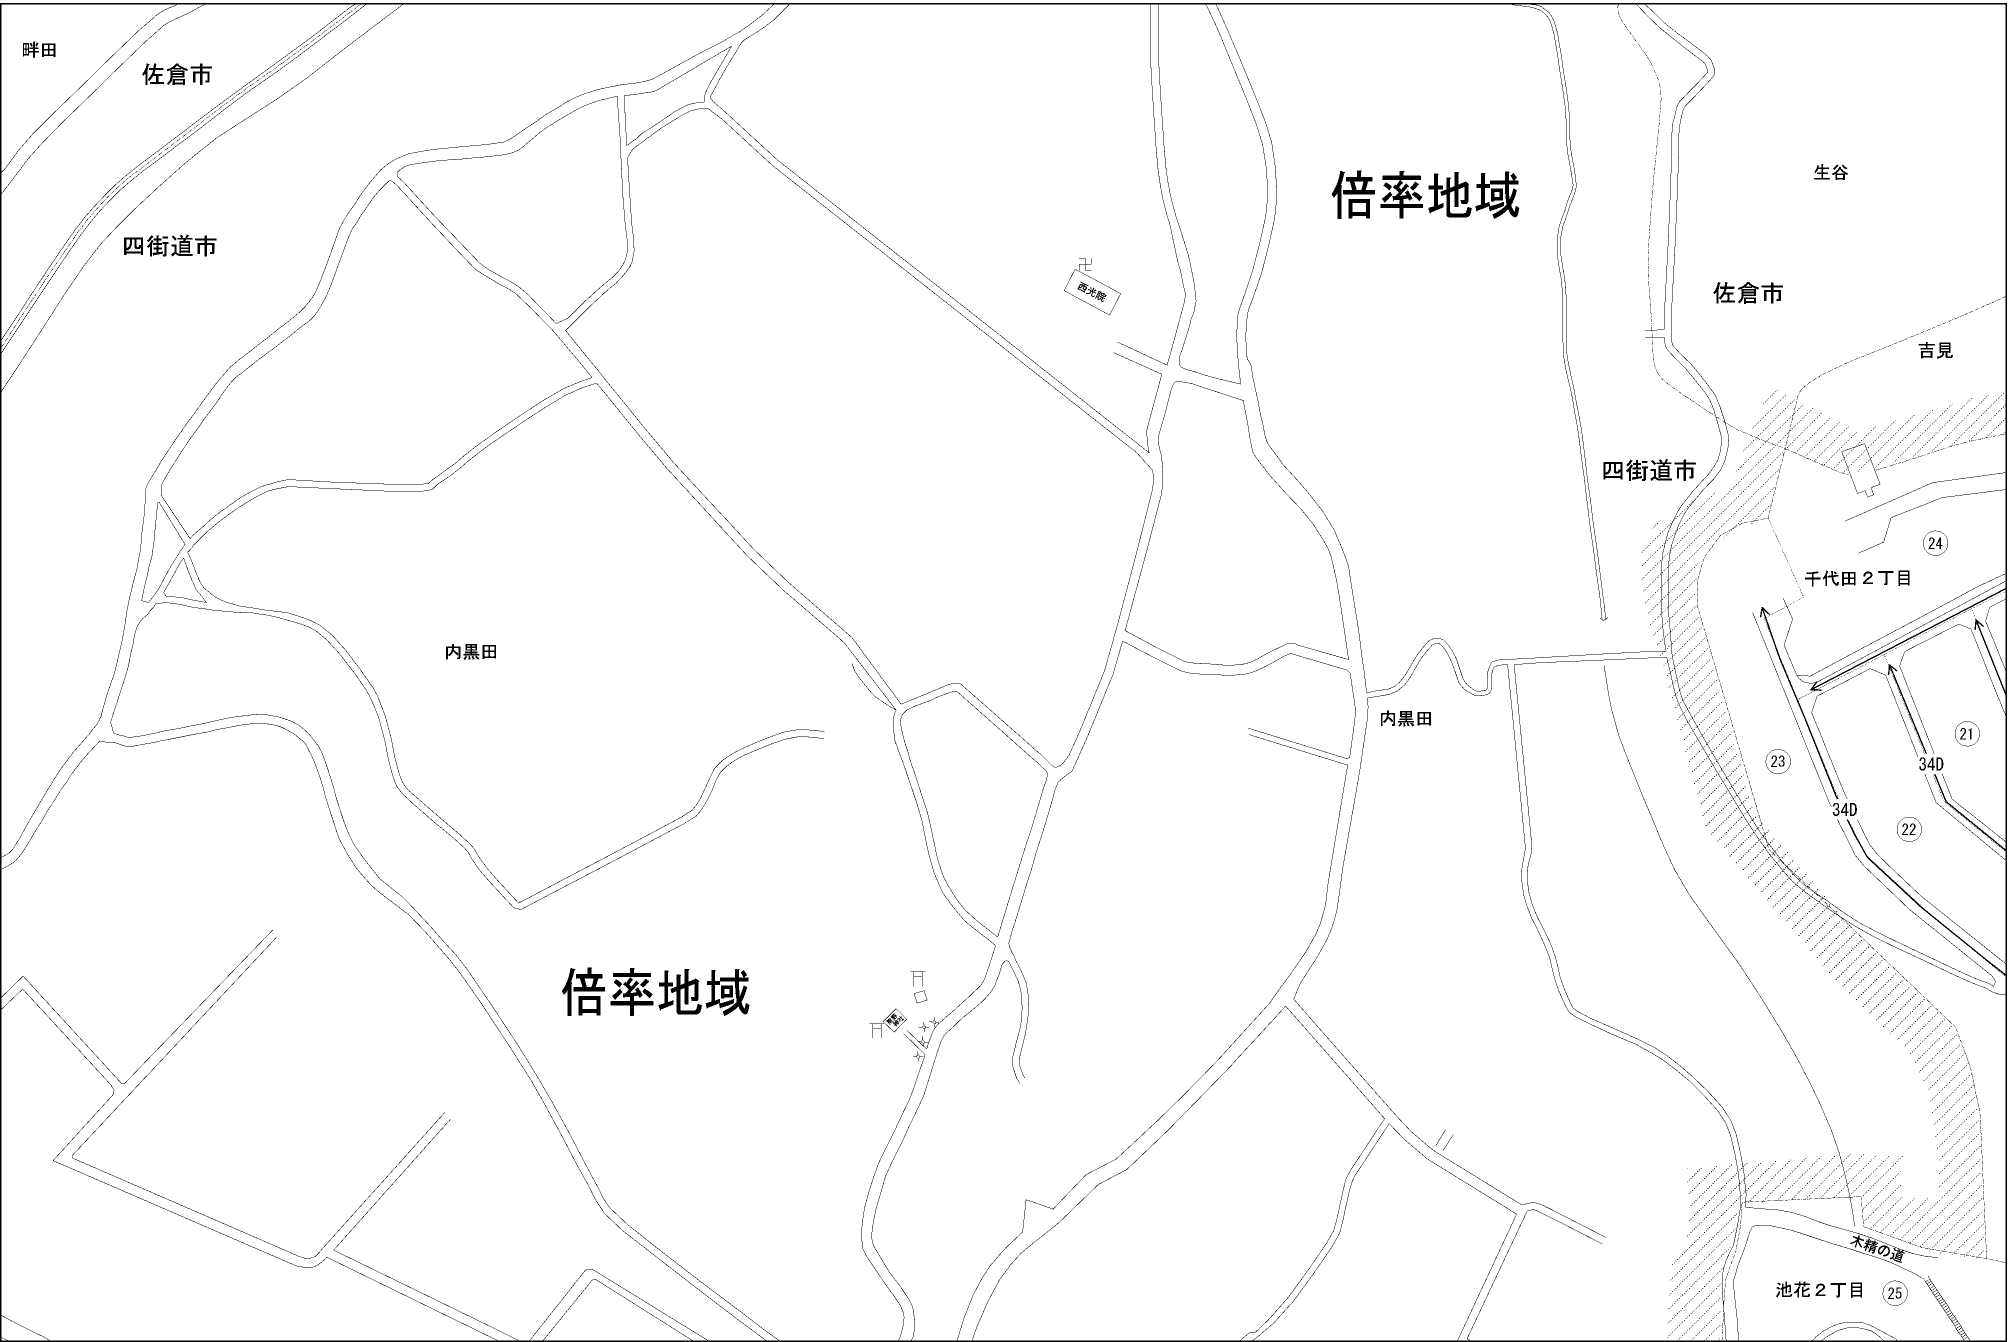 畔田
佐倉市
四街道市
倍率地域
生谷
西光院
佐倉市
吉見
四街道市
24
千代田2丁目
内黒田
内黒田
21
23
34D
34D
22
倍率地域
木精の道
池花2丁目
25